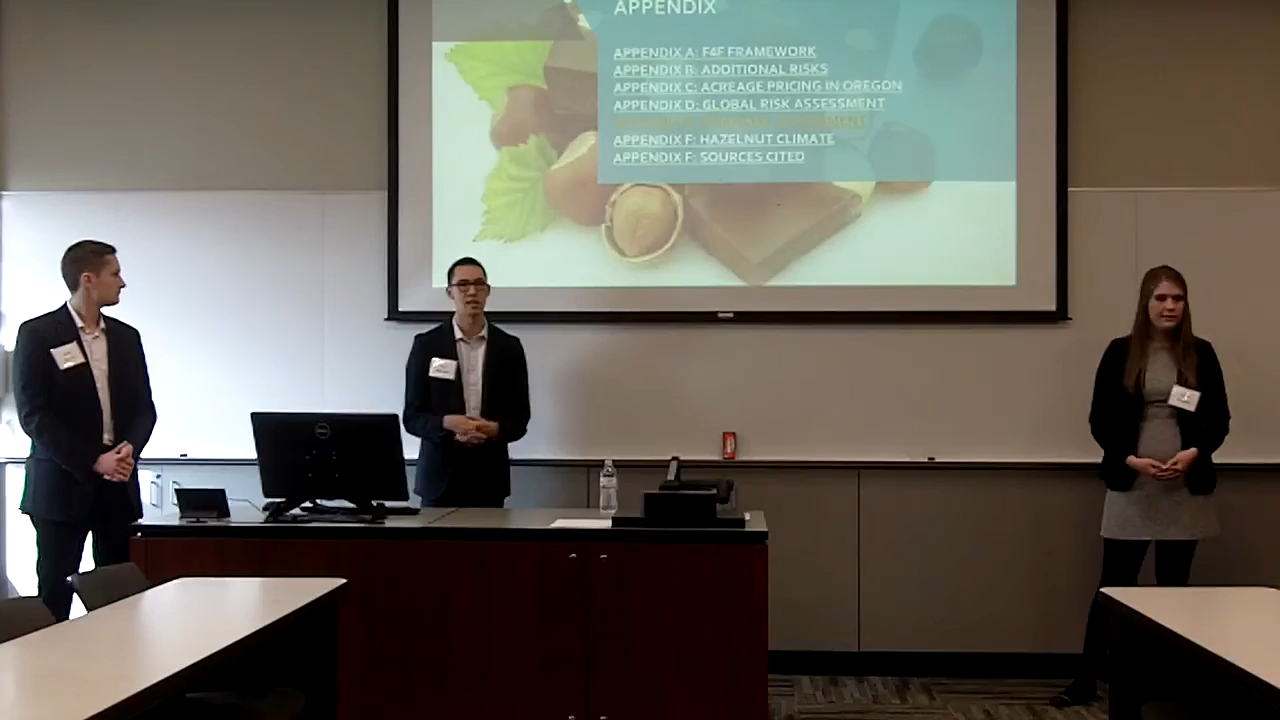 APPENDIX
APPENDIX A: F4F FRAMEWORK
APPENDIX B: ADDITIONAL RISKS
APPENDIX C: ACREAGE PRICING IN OREGON
APPENDIX D: GLOBAL RISK ASSESSMENT
APPENDIX F: HAZELNUT CLIMATE
APPENDIX F: SOURCES CITED
DELL